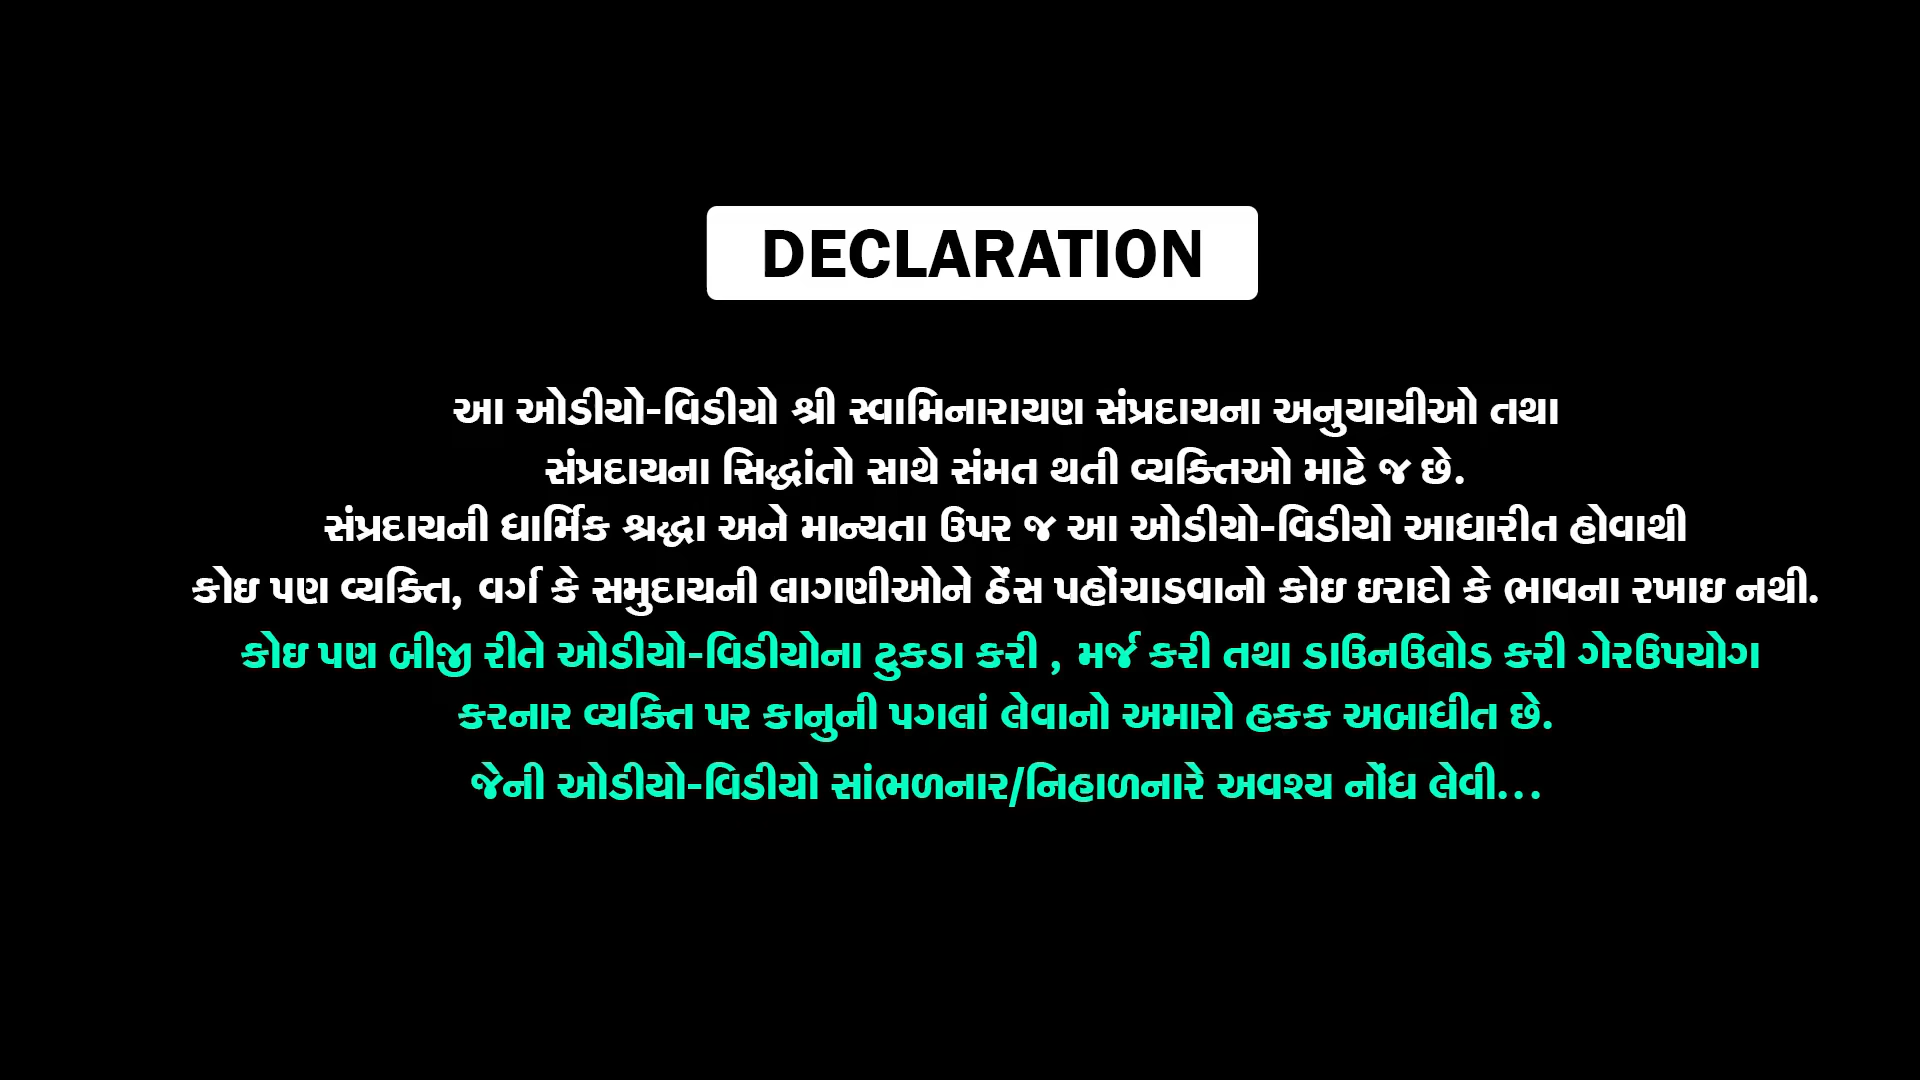 DECLARATION
આ ઓડીયો-વિડીયો શ્રી સ્વામિનારાયણ સંપ્રદાયના અનુયાયીઓ તથા
સંપ્રદાયના સિદ્ધાંતો સાથે સંમત થતી વ્યક્તિઓ માટે જ છે.
સંપ્રદાયની ધાર્મિક શ્રદ્ધા અને માન્યતા ઉપર જ આ ઓડીયો-વિડીયો આધારીત હોવાથી
કોઇ પણ વ્યક્તિ, વર્ગ કે સમુદાયની લાગણીઓને ઠેંસ પહોંચાડવાનો કોઇ ઇરાદો કે ભાવના રખાઇ નથી.
કોઇ પણ બીજી રીતે ઓડીયો-વિડીયોના ટુકડા કરી , મર્જ કરી તથા ડાઉનઉલોડ કરી ગેરઉપયોગ
કરનાર વ્યક્તિ પર કાનુની પગલાં લેવાનો અમારો હકક અબાધીત છે.
જેની ઓડીયો-વિડીયો સાંભળનાર/નિહાળનારે અવશ્ય નોંધ લેવી...